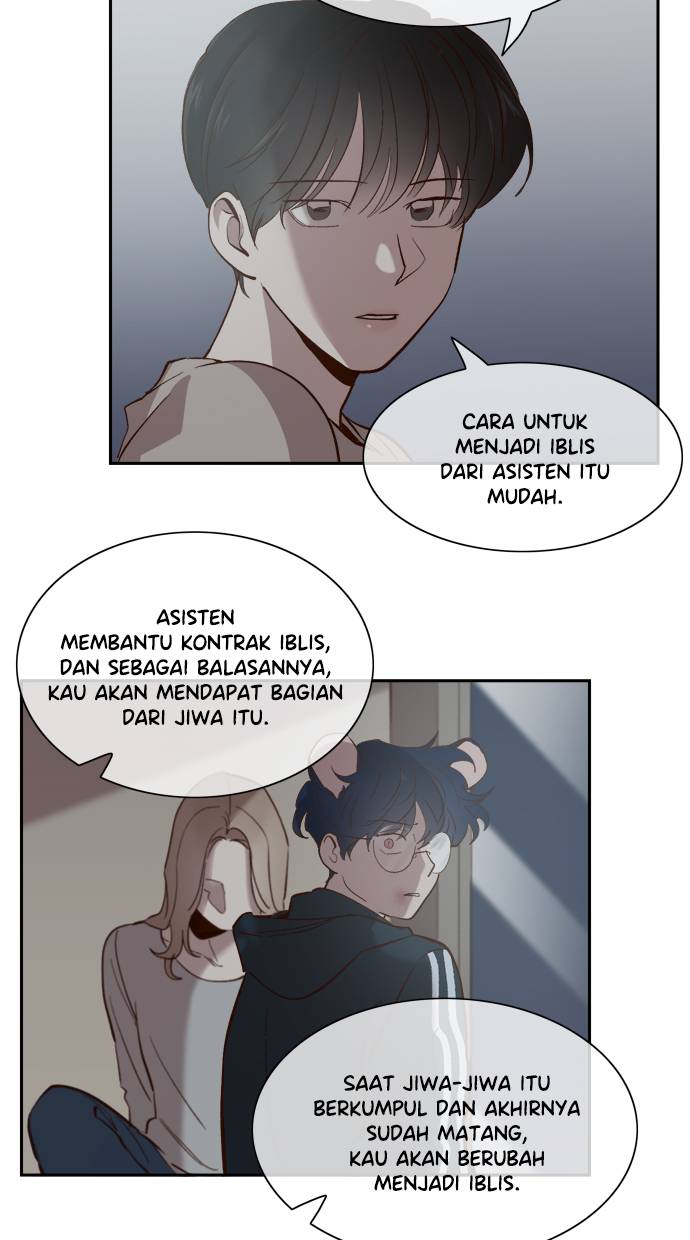 CARA UNTUK
MENJADI IBLIS
DARI ASISTEN ITU
MUDAH.
ASISTEN
MEMBANTU KONTRAK IBLIS,
DAN SEBAGAI BALASANNYA,
KAU AKAN MENDAPAT BAGIAN
DARI JIWA ITU.
SAAT JIWA-JIWA ITU
BERKUMPUL DAN AKHIRNYA
SUDAH MATANG,
KAU AKAN BERUBAH
MENJADI IBLIS.